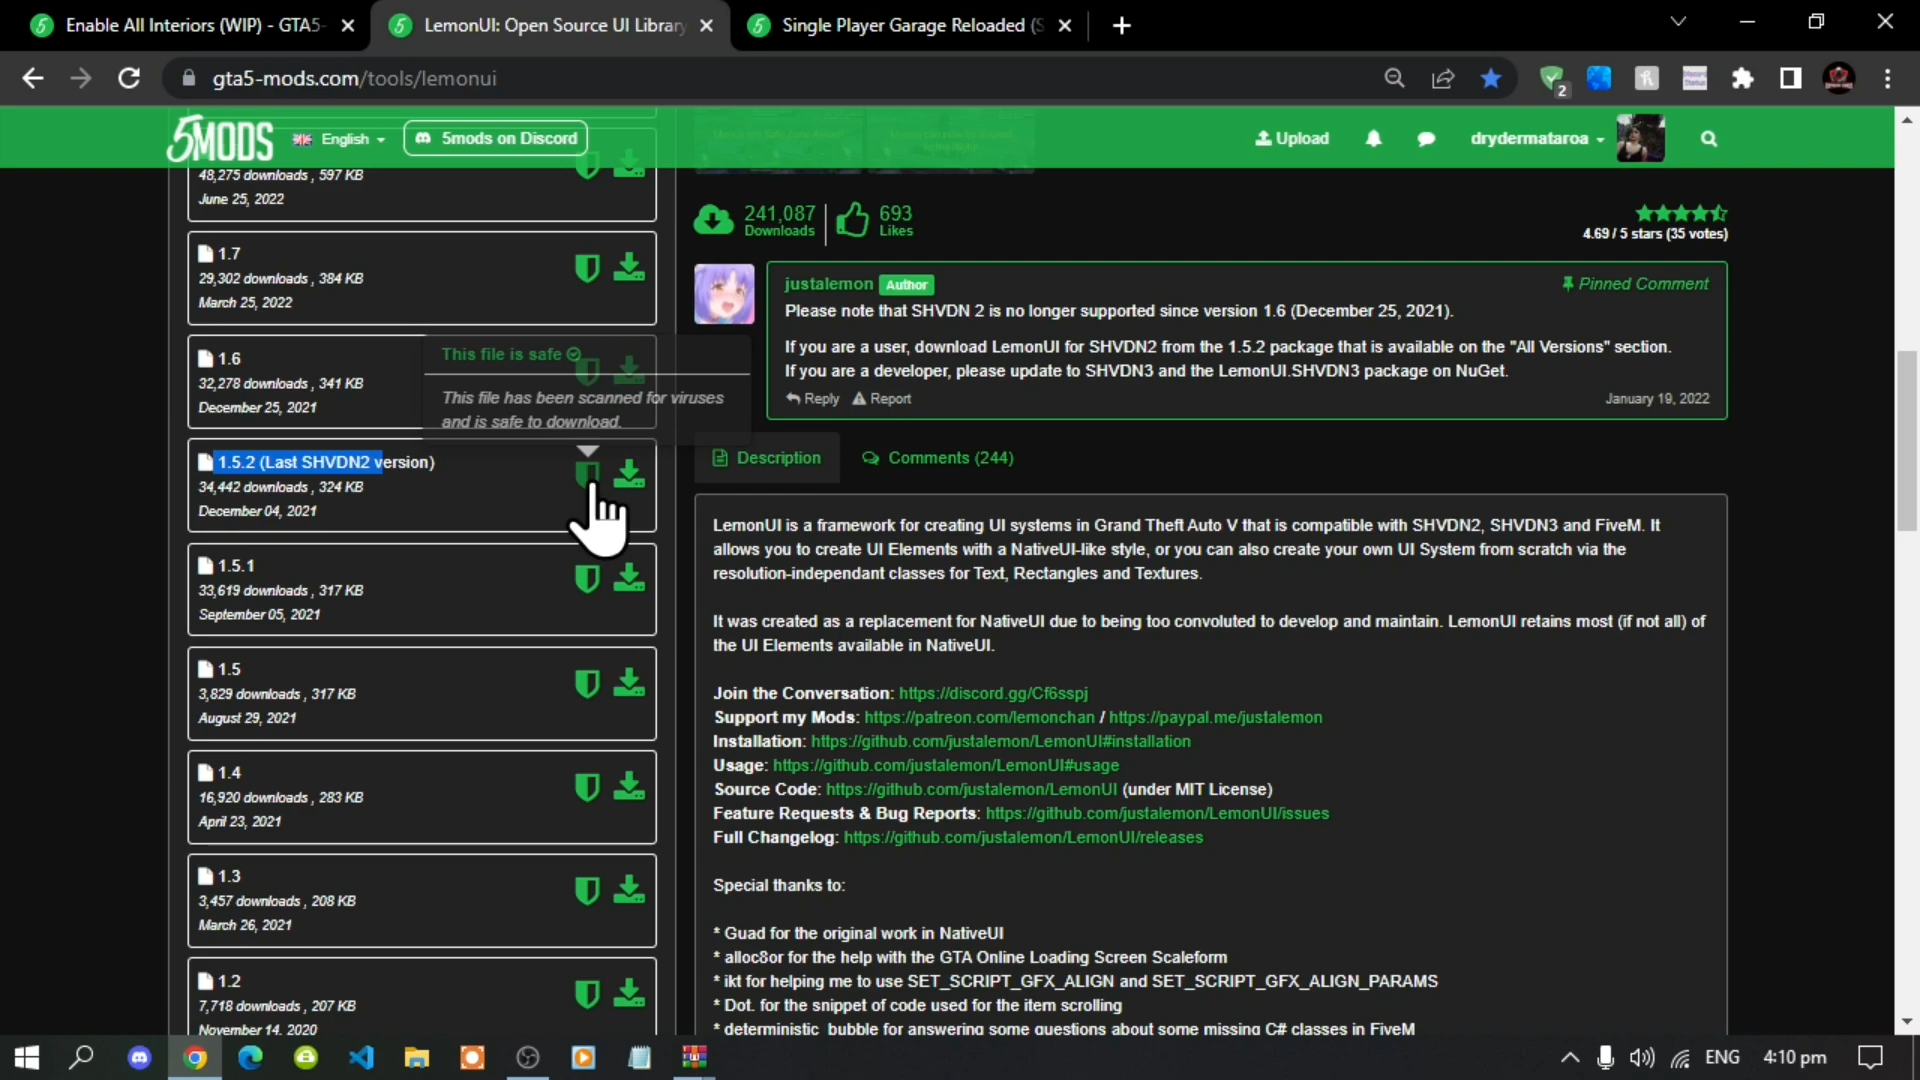 Enable All Interiors (WIP) - GTA5-
LemonUI: Open Source UI Library
Single Player Garage Reloaded (S
gta5-mods.com/tools/lemonui
2
5MODS
English
5mods on Discord
Upload
drydermataroa
48,275 downloads , 597 KB
June 25, 2022
1.7
29,302 downloads , 384 KB
March 25, 2022
1.6
32,278 downloads , 341 KB
December 25, 2021
This file is safe
This file has been scanned for viruses
and is safe to download.
1.5.2 (Last SHVDN2 version)
34,442 downloads , 324 KB
December 04, 2021
1.5.1
33,619 downloads , 317 KB
September 05, 2021
1.5
3,829 downloads , 317 KB
August 29, 2021
1.4
16,920 downloads , 283 KB
April 23, 2021
1.3
3,457 downloads , 208 KB
March 26, 2021
1.2
7,718 downloads , 207 KB
November 14, 2020
241,087
Downloads
693
Likes
4.69 / 5 stars (35 votes)
justalemon Author
Pinned Comment
Please note that SHVDN 2 is no longer supported since version 1.6 (December 25, 2021).
If you are a user, download LemonUI for SHVDN2 from the 1.5.2 package that is available on the "All Versions" section.
If you are a developer, please update to SHVDN3 and the LemonUI.SHVDN3 package on NuGet.
Reply Report
January 19, 2022
Description
Comments (244)
LemonUI is a framework for creating UI systems in Grand Theft Auto V that is compatible with SHVDN2, SHVDN3 and FiveM. It
allows you to create UI Elements with a NativeUI-like style, or you can also create your own UI System from scratch via the
resolution-independant classes for Text, Rectangles and Textures.
It was created as a replacement for NativeUI due to being too convoluted to develop and maintain. LemonUI retains most (if not all) of
the UI Elements available in NativeUI.
Join the Conversation: https://discord.gg/Cf6sspj
Support my Mods: https://patreon.com/lemonchan / https://paypal.me/justalemon
Installation: https://github.com/justalemon/LemonUI#installation
Usage: https://github.com/justalemon/LemonUI#usage
Source Code: https://github.com/justalemon/LemonUI (under MIT License)
Feature Requests & Bug Reports: https://github.com/justalemon/LemonUI/issues
Full Changelog: https://github.com/justalemon/LemonUI/releases
Special thanks to:
* Guad for the original work in NativeUI
* alloc8or for the help with the GTA Online Loading Screen Scaleform
* ikt for helping me to use SET_SCRIPT_GFX_ALIGN and SET_SCRIPT_GFX_ALIGN_PARAMS
* Dot. for the snippet of code used for the item scrolling
* deterministic_bubble for answering some questions about some missing C# classes in FiveM
ENG
4:10 pm